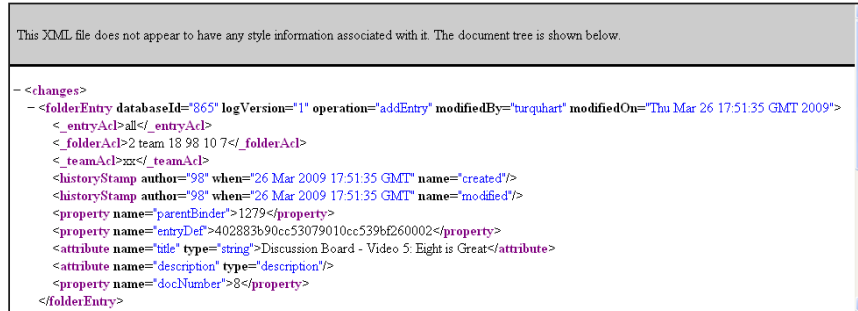 This XML file does not appear to have any style information associated with it. The document tree is shown below.
− <changes>
− <folderEntry databaseId="865" logVersion="1" operation="addEntry" modifiedBy="turquhart" modifiedOn="Thu Mar 26 17:51:35 GMT 2009">
<_entryAcl>all</_entryAcl>
<_folderAcl>2 team 18 98 10 7</_folderAcl>
<_teamAcl>xx</_teamAcl>
<historyStamp author="98" when="26 Mar 2009 17:51:35 GMT" name="created"/>
<historyStamp author="98" when="26 Mar 2009 17:51:35 GMT" name="modified"/>
<property name="parentBinder">1279</property>
<property name="entryDef">402883b90cc53079010cc539bf260002</property>
<attribute name="title" type="string">Discussion Board - Video 5: Eight is Great</attribute>
<attribute name="description" type="description"/>
<property name="docNumber">8</property>
</folderEntry>